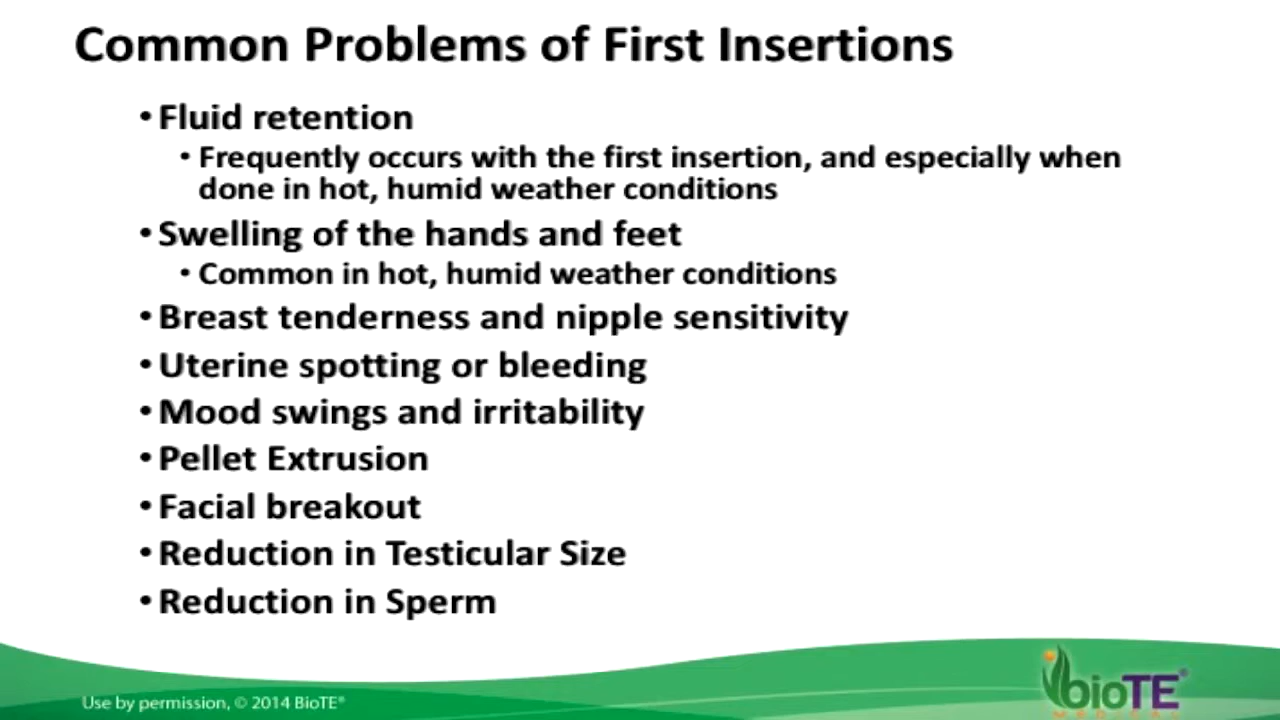 Common Problems of First Insertions
• Fluid retention
• Frequently occurs with the first insertion, and especially when
done in hot, humid weather conditions
• Swelling of the hands and feet
• Common in hot, humid weather conditions
• Breast tenderness and nipple sensitivity
• Uterine spotting or bleeding
• Mood swings and irritability
• Pellet Extrusion
• Facial breakout
• Reduction in Testicular Size
• Reduction in Sperm
Use by permission, © 2014 BioTE®
bioTE®
MEDICAL